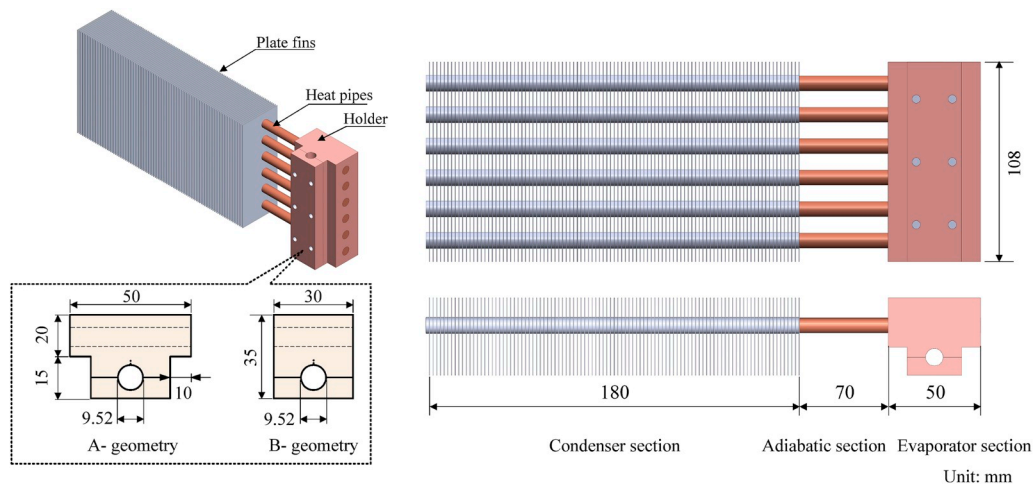 Plate fins
Heat pipes
Holder
108
50
30
20
15
35
10
9.52
9.52
A- geometry
B- geometry
180
70
50
Condenser section
Adiabatic section
Evaporator section
Unit: mm